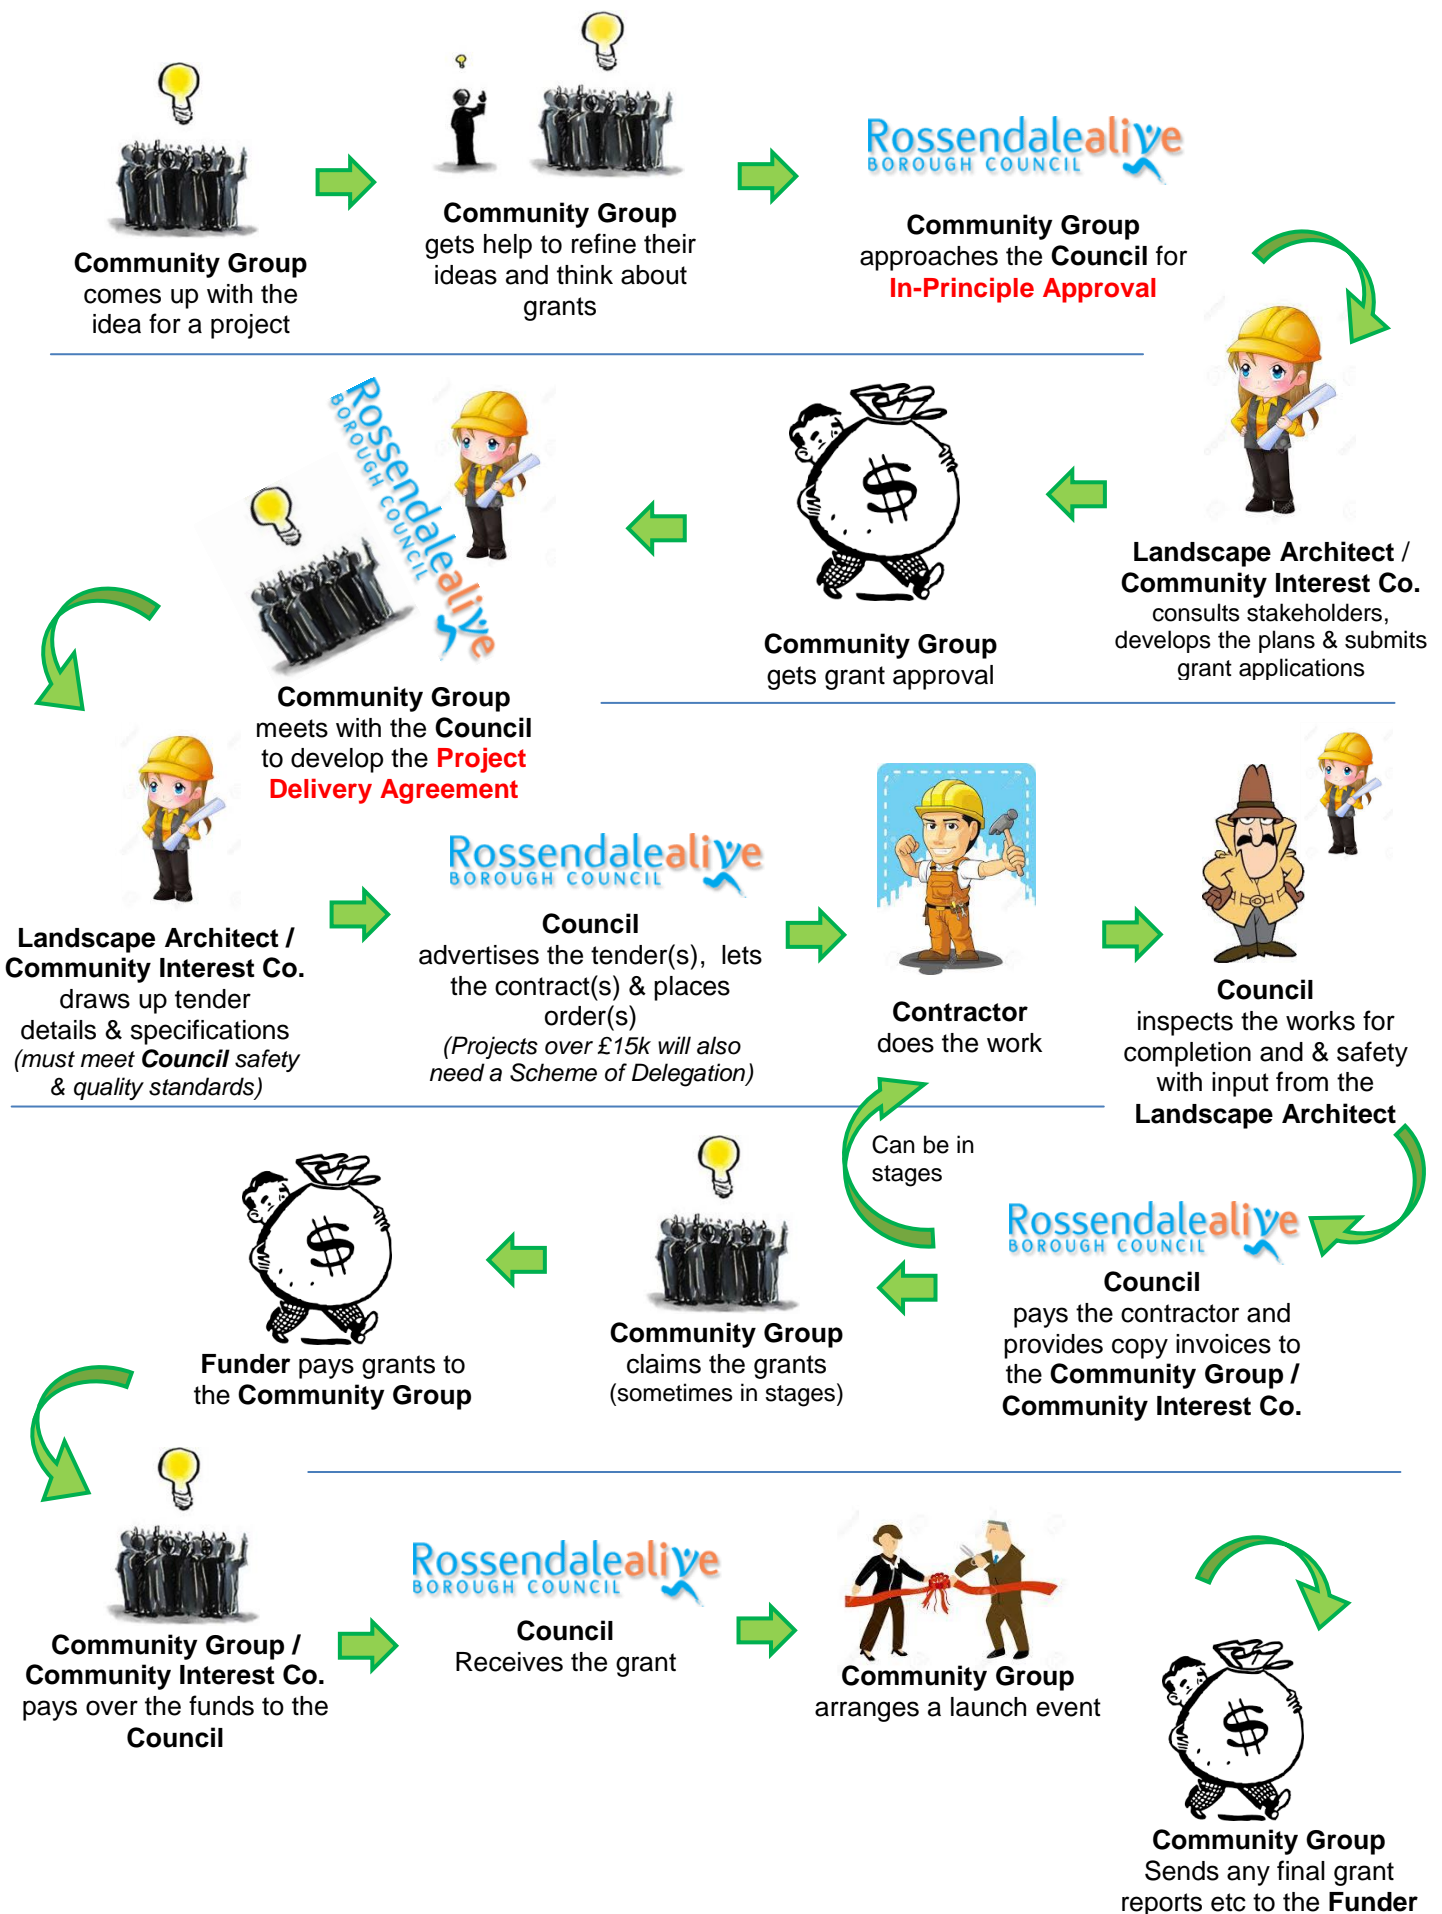 Community Group
comes up with the
idea for a project
Community Group
gets help to refine their
ideas and think about
grants
Rossendalealive
BOROUGH COUNCIL
Community Group
approaches the Council for
In-Principle Approval
Landscape Architect /
Community Interest Co.
consults stakeholders,
develops the plans & submits
grant applications
$
Community Group
gets grant approval
Rossendalealive
BOROUGH COUNCIL
Community Group
meets with the Council
to develop the Project
Delivery Agreement
Landscape Architect /
Community Interest Co.
draws up tender
details & specifications
(must meet Council safety
& quality standards)
Rossendalealive
BOROUGH COUNCIL
Council
advertises the tender(s), lets
the contract(s) & places
order(s)
(Projects over £15k will also
need a Scheme of Delegation)
Contractor
does the work
Council
inspects the works for
completion and & safety
with input from the
Landscape Architect
Can be in
stages
Rossendalealive
BOROUGH COUNCIL
Council
pays the contractor and
provides copy invoices to
the Community Group /
Community Interest Co.
Community Group
claims the grants
(sometimes in stages)
$
Funder pays grants to
the Community Group
Community Group /
Community Interest Co.
pays over the funds to the
Council
Rossendalealive
BOROUGH COUNCIL
Council
Receives the grant
Community Group
arranges a launch event
$
Community Group
Sends any final grant
reports etc to the Funder